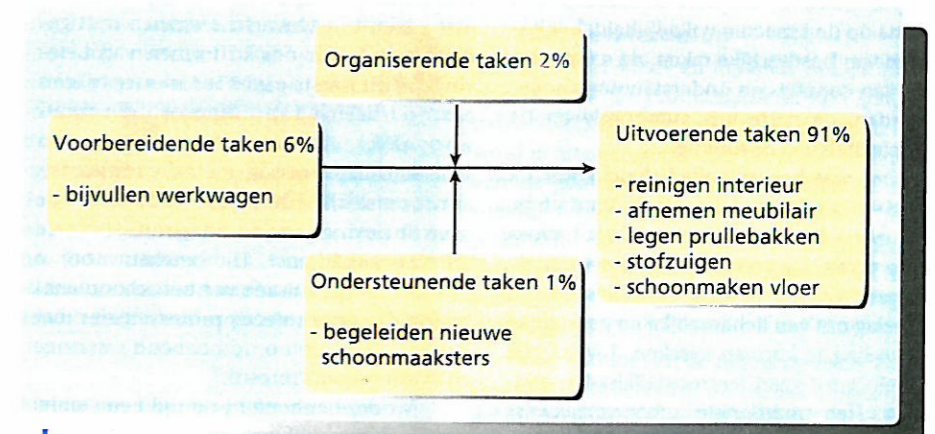 Organiserende taken 2%
Voorbereidende taken 6%
- bijvullen werkwagen
Uitvoerende taken 91%
- reinigen interieur
- afnemen meubilair
- legen prullebakken
- stofzuigen
- schoonmaken vloer
Ondersteunende taken 1%
- begeleiden nieuwe
schoonmaaksters